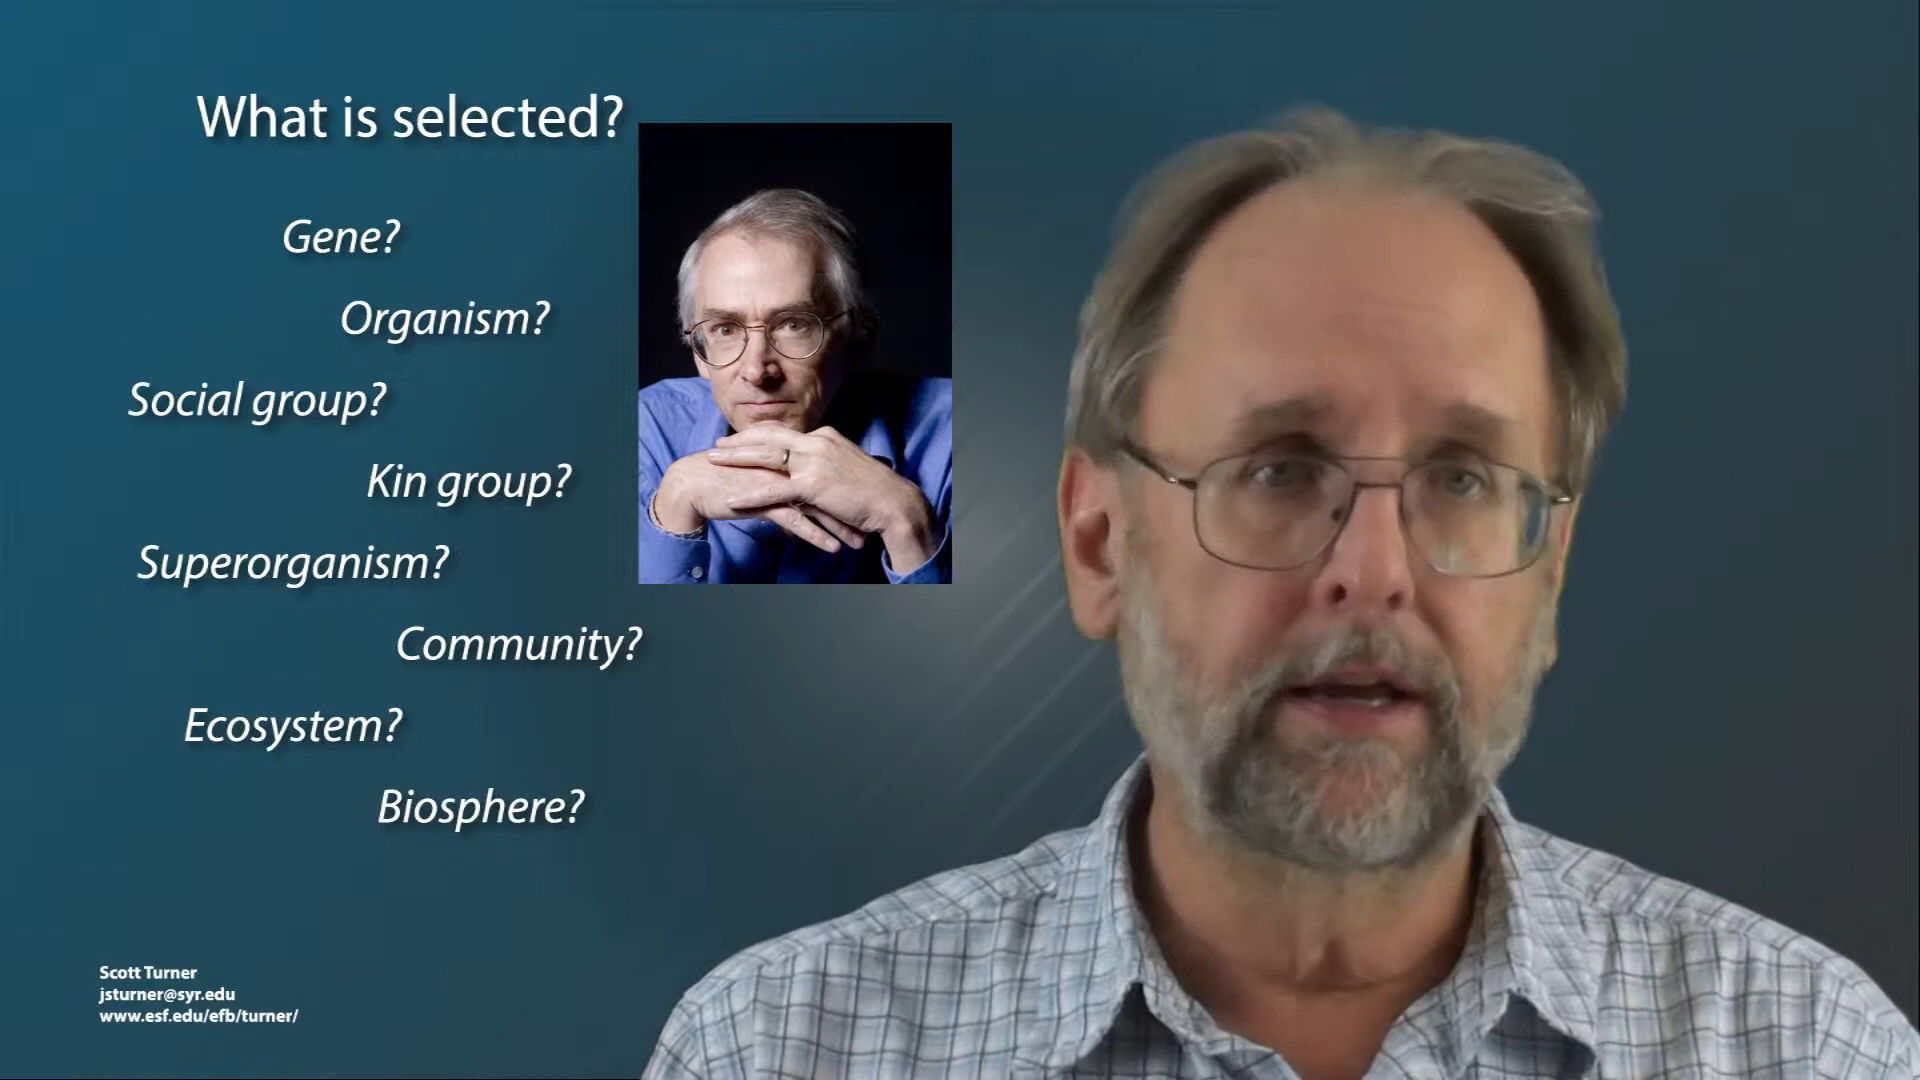 What is selected?
Gene?
Organism?
Social group?
Kin group?
Superorganism?
Community?
Ecosystem?
Biosphere?
Scott Turner
jsturner@syr.edu
www.esf.edu/efb/turner/